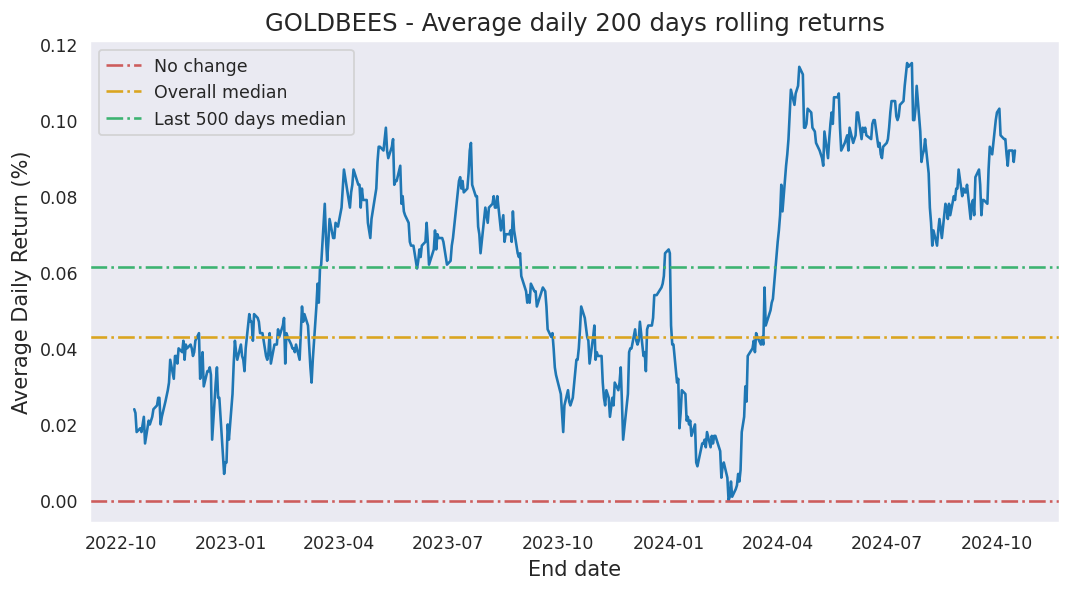 GOLDBEES - Average daily 200 days rolling returns
No change
Overall median
Last 500 days median
Average Daily Return (%)
0.12
0.10
0.08
0.06
0.04
0.02
0.00
2022-10 2023-01 2023-04 2023-07 2023-10 2024-01 2024-04 2024-07 2024-10
End date